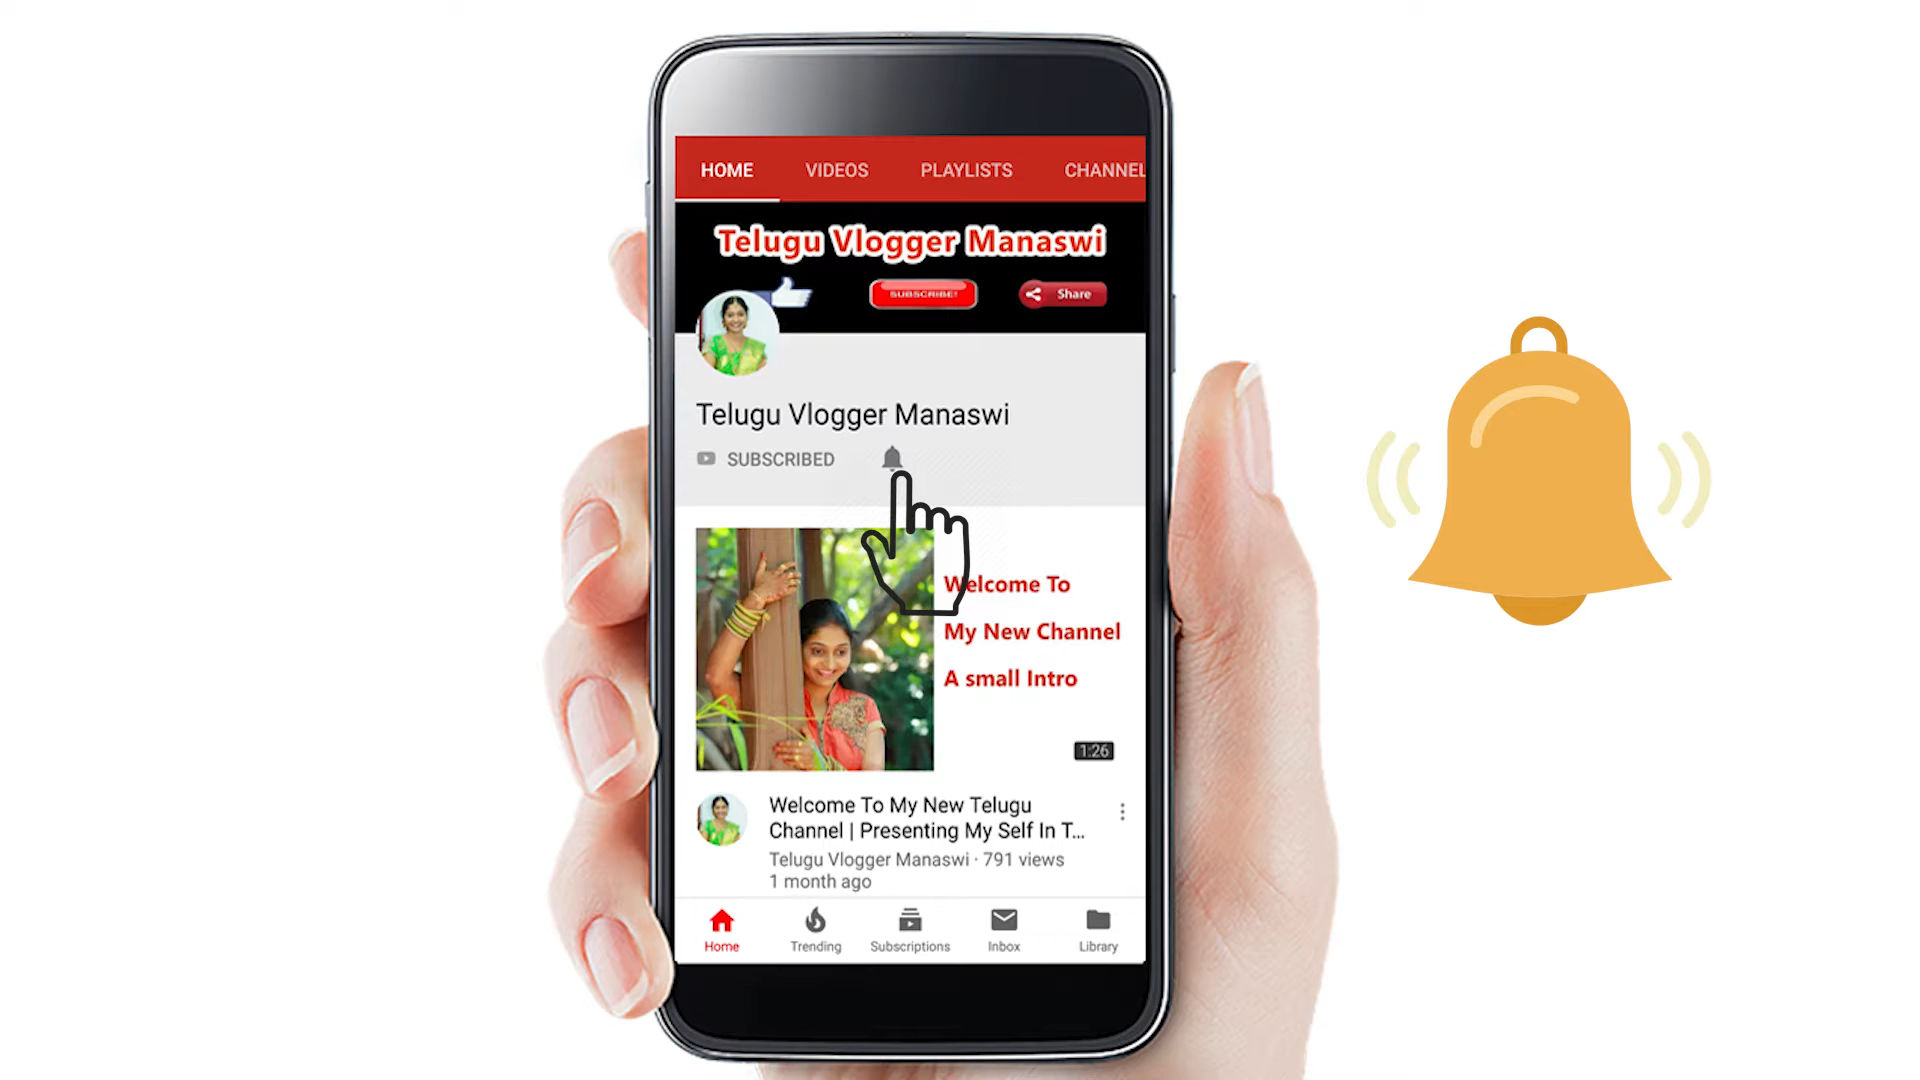 HOME VIDEOS PLAYLISTS CHANNEL
Telugu Vlogger Manaswi
SUBSCRIBE! Share
Telugu Vlogger Manaswi
SUBSCRIBED
Welcome To
My New Channel
A small Intro
1:26
Welcome To My New Telugu
Channel | Presenting My Self In T...
Telugu Vlogger Manaswi · 791 views
1 month ago
Home Trending Subscriptions Inbox Library